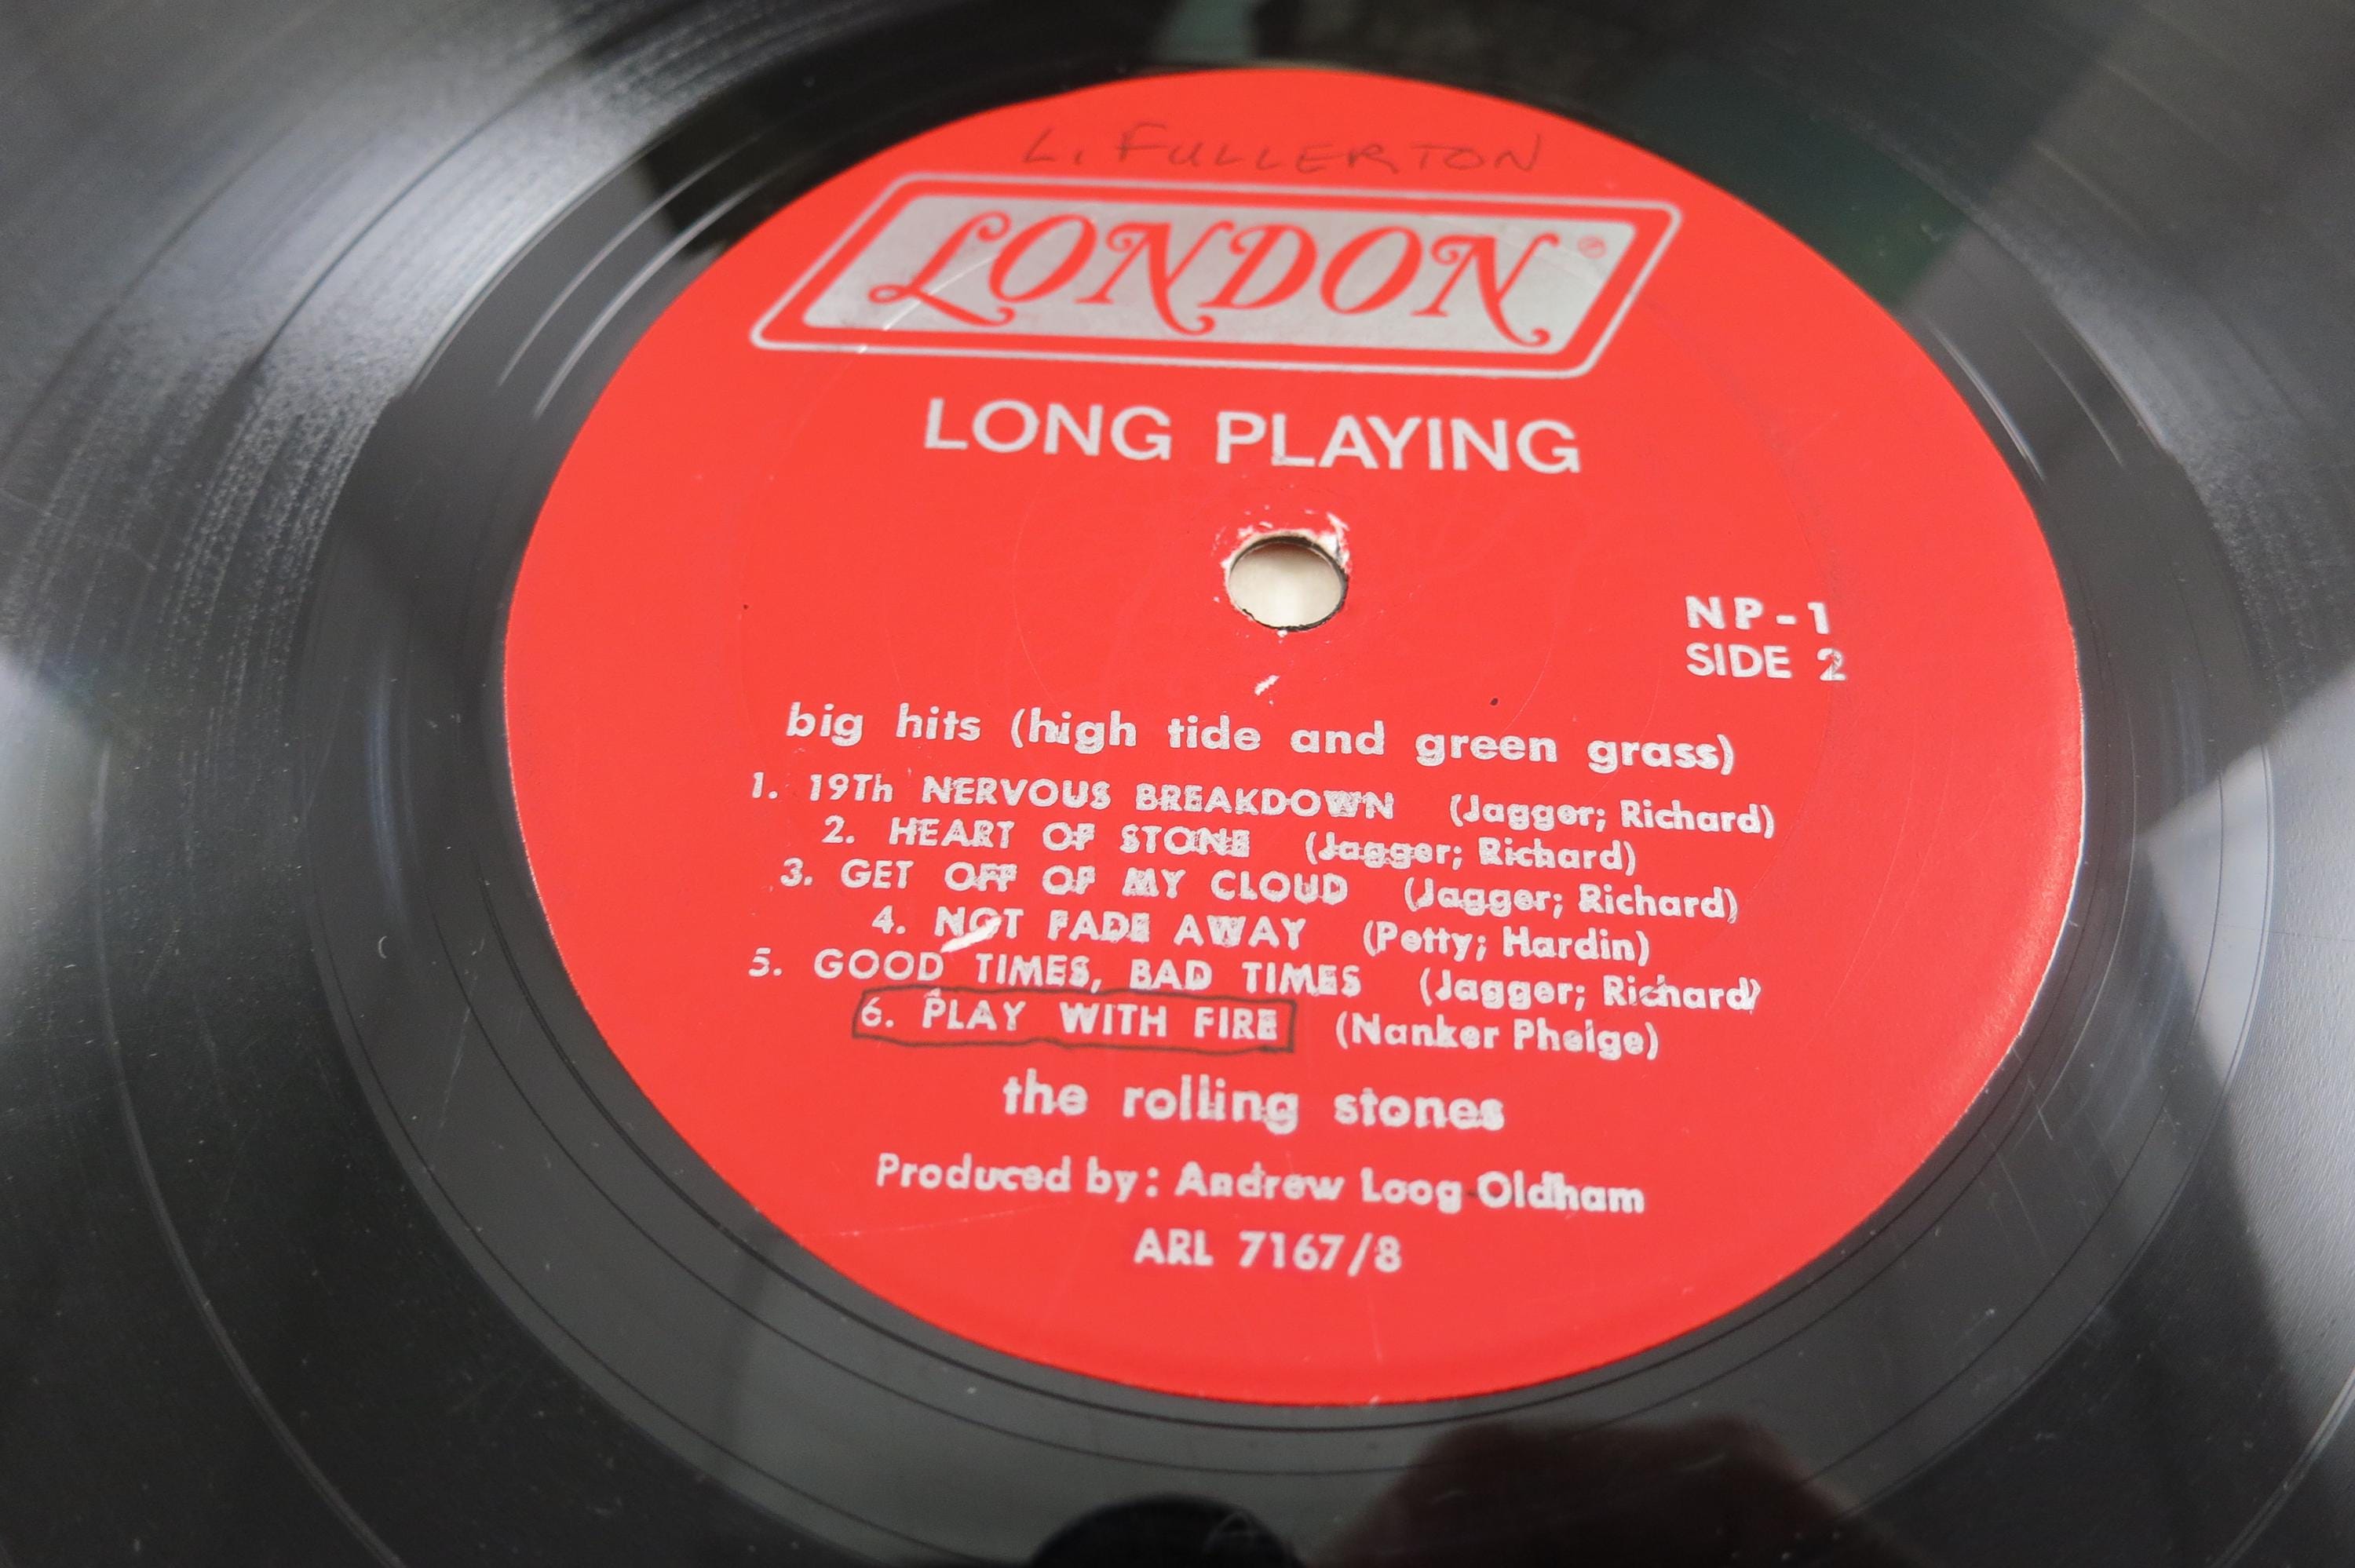 L. FULLERTON
LONDON®
LONG PLAYING
NP-1
SIDE 2
big hits (high tide and green grass)
1. 19Th NERVOUS BREAKDOWN (Jagger; Richard)
2. HEART OF STONE (Jagger; Richard)
3. GET OFF OF MY CLOUD (Jagger; Richard)
4. NOT FADE AWAY (Petty; Hardin)
5. GOOD TIMES, BAD TIMES (Jagger; Richard)
6. PLAY WITH FIRE (Nanker Phelge)
the rolling stones
Produced by: Andrew Loog Oldham
ARL 7167/8